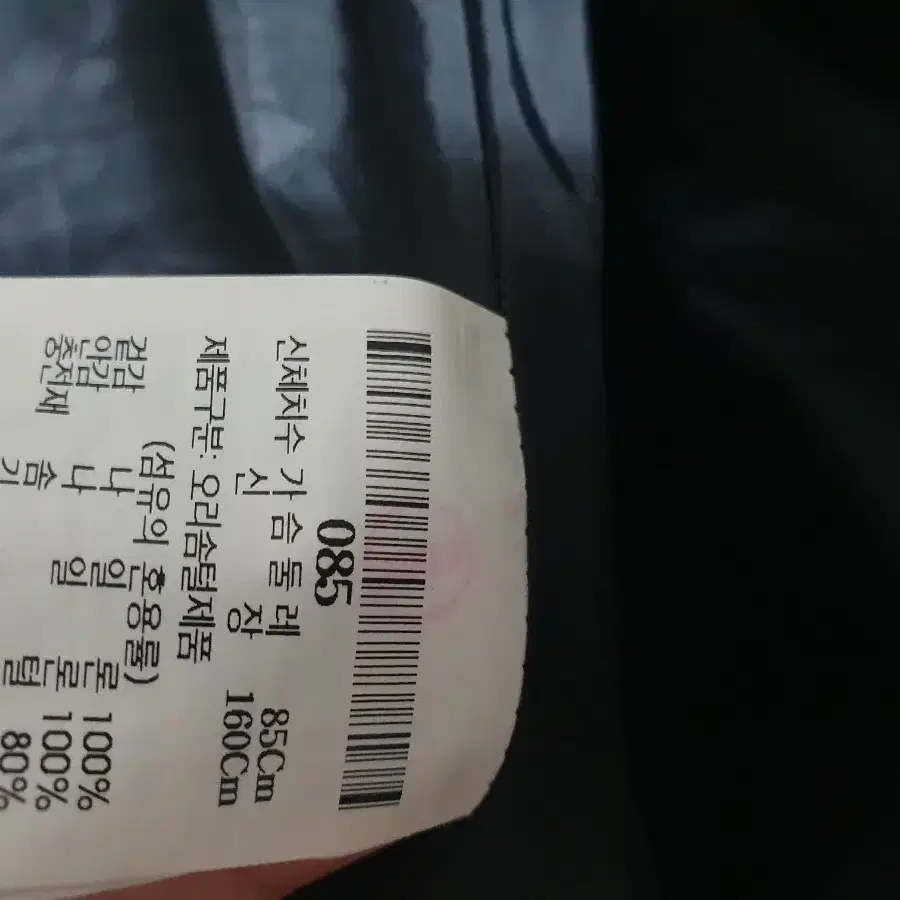 085
신체치수 가슴둘레 85Cm
신장 160Cm
제품구분: 오리솜털제품
(섬유의 혼용률)
겉감 나일론 100%
안감 나일론 100%
충전재 솜털 80%